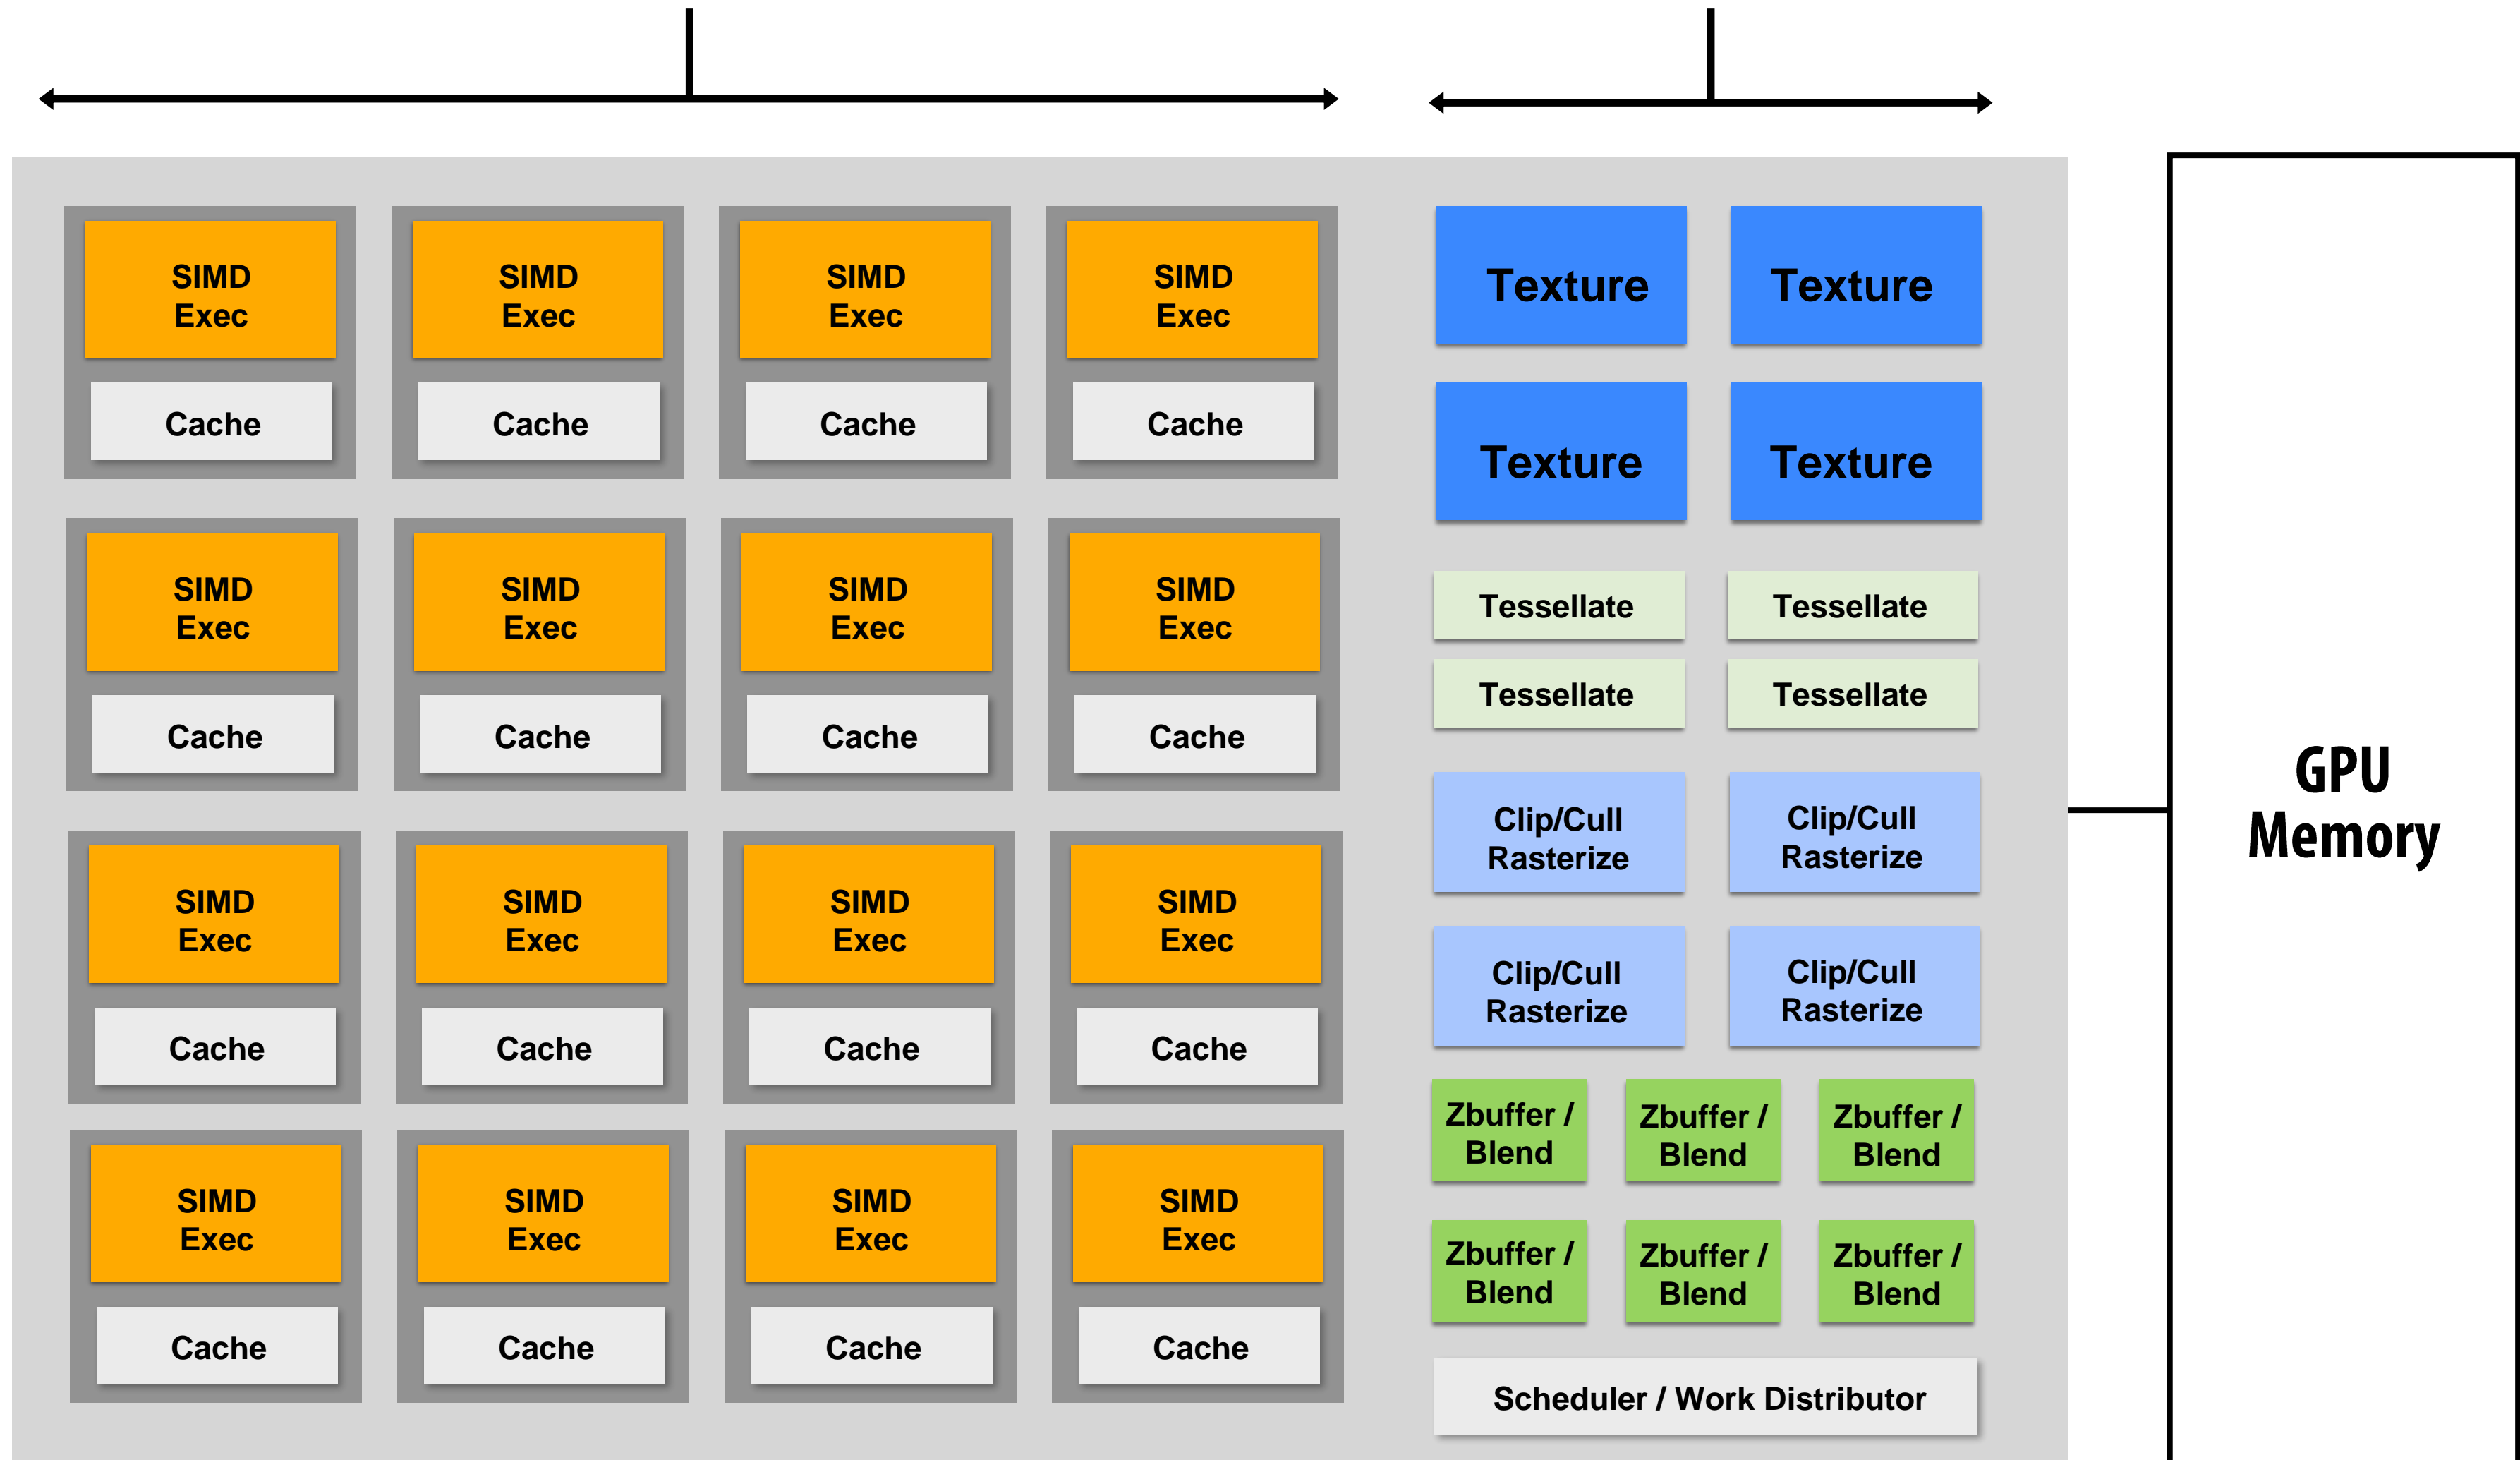 SIMD
Exec
Cache
SIMD
Exec
Cache
SIMD
Exec
Cache
SIMD
Exec
Cache
SIMD
Exec
Cache
SIMD
Exec
Cache
SIMD
Exec
Cache
SIMD
Exec
Cache
SIMD
Exec
Cache
SIMD
Exec
Cache
SIMD
Exec
Cache
SIMD
Exec
Cache
SIMD
Exec
Cache
SIMD
Exec
Cache
SIMD
Exec
Cache
SIMD
Exec
Cache
Texture
Texture
Texture
Texture
Tessellate
Tessellate
Tessellate
Tessellate
Clip/Cull
Rasterize
Clip/Cull
Rasterize
Clip/Cull
Rasterize
Clip/Cull
Rasterize
Zbuffer /
Blend
Zbuffer /
Blend
Zbuffer /
Blend
Zbuffer /
Blend
Zbuffer /
Blend
Zbuffer /
Blend
Scheduler / Work Distributor
GPU
Memory